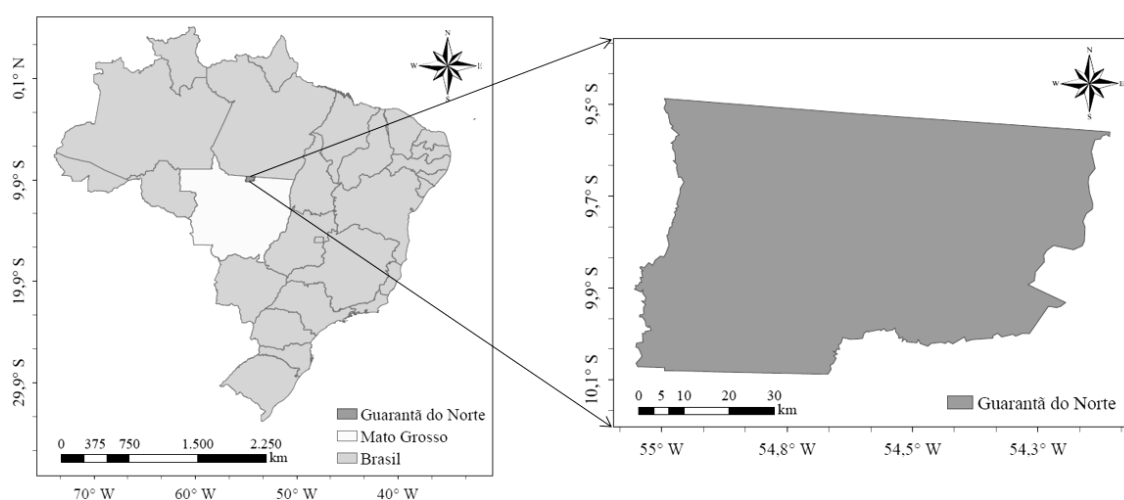 N
W E
S
0,1° N
9,9° S
19,9° S
29,9° S
Guarantã do Norte
Mato Grosso
Brasil
0 375 750 1.500 2.250
km
70° W 60° W 50° W 40° W
N
W E
S
9,5° S
9,7° S
9,9° S
10,1° S
0 5 10 20 30
km
Guarantã do Norte
55° W 54,8° W 54,5° W 54,3° W